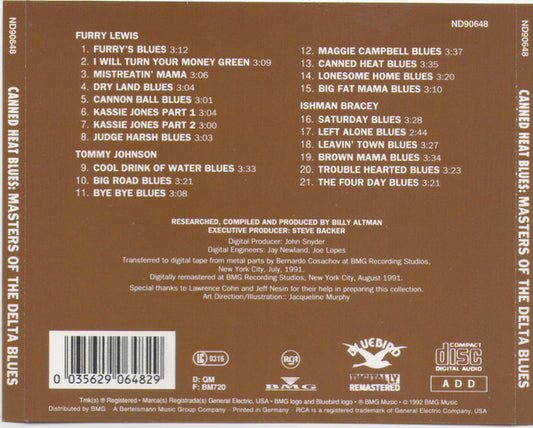 ND90648
ND90648
ND90648
CANNED HEAT BLUES: MASTERS OF THE DELTA BLUES
FURRY LEWIS
1. FURRY'S BLUES 3:12
2. I WILL TURN YOUR MONEY GREEN 3:09
3. MISTREATIN' MAMA 3:06
4. DRY LAND BLUES 3:04
5. CANNON BALL BLUES 3:01
6. KASSIE JONES PART 1 3:04
7. KASSIE JONES PART 2 3:00
8. JUDGE HARSH BLUES 3:03
TOMMY JOHNSON
9. COOL DRINK OF WATER BLUES 3:33
10. BIG ROAD BLUES 3:21
11. BYE BYE BLUES 3:08
12. MAGGIE CAMPBELL BLUES 3:37
13. CANNED HEAT BLUES 3:35
14. LONESOME HOME BLUES 3:20
15. BIG FAT MAMA BLUES 3:10
ISHMAN BRACEY
16. SATURDAY BLUES 3:28
17. LEFT ALONE BLUES 2:44
18. LEAVIN' TOWN BLUES 3:27
19. BROWN MAMA BLUES 3:34
20. TROUBLE HEARTED BLUES 3:23
21. THE FOUR DAY BLUES 3:21
RESEARCHED, COMPILED AND PRODUCED BY BILLY ALTMAN
EXECUTIVE PRODUCER: STEVE BACKER
Digital Producer: John Snyder
Digital Engineers: Jay Newland, Joe Lopes
Transferred to digital tape from metal parts by Bernardo Cosachov at BMG Recording Studios,
New York City, July, 1991.
Digitally remastered at BMG Recording Studios, New York City, August 1991.
Special thanks to Lawrence Cohn and Jeff Nesin for their help in preparing this collection.
Art Direction/Illustration:: Jacqueline Murphy
0 035629 064829
LC 0316
D: QM
F: BM720
RCA
BMG
BLUEBIRD
DIGITALLY
REMASTERED
COMPACT
disc
DIGITAL AUDIO
ADD
Tmk(s) ® Registered • Marca(s) Registrada(s) General Electric, USA • BMG logo and Bluebird logo ® BMG Music • © 1992 BMG Music
Distributed by BMG • A Bertelsmann Music Group Company • Printed in Germany • RCA is a registered trademark of General Electric Company, USA
CANNED HEAT BLUES: MASTERS OF THE DELTA BLUES